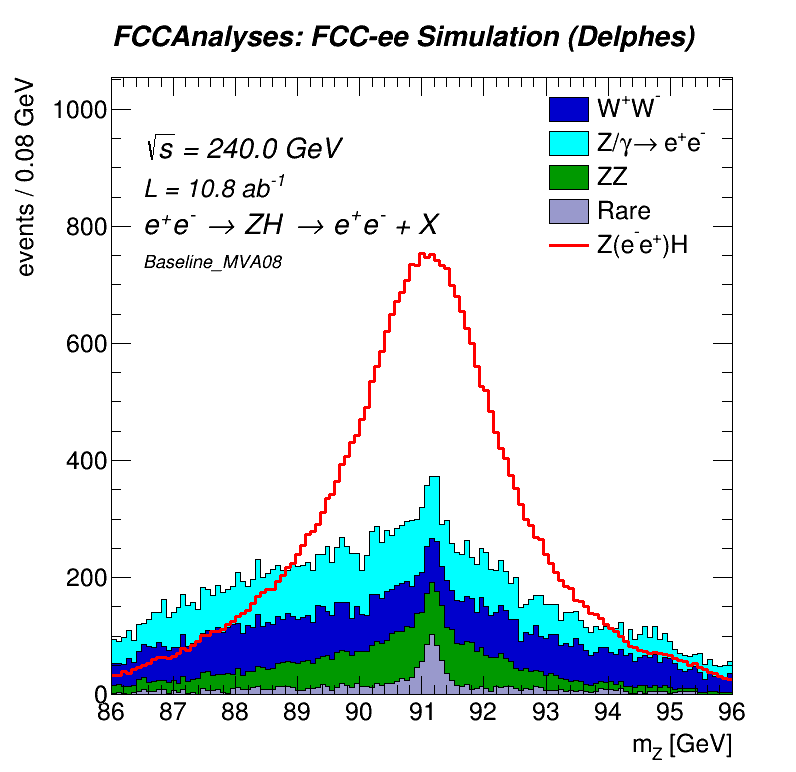 FCCAnalyses: FCC-ee Simulation (Delphes)
events / 0.08 GeV
1000
800
600
400
200
0
√s = 240.0 GeV
L = 10.8 ab⁻¹
e⁺e⁻ → ZH → e⁺e⁻ + X
Baseline_MVA08
W⁺W⁻
Z/γ→ e⁺e⁻
ZZ
Rare
Z(e⁻e⁺)H
86 87 88 89 90 91 92 93 94 95 96
m_Z [GeV]